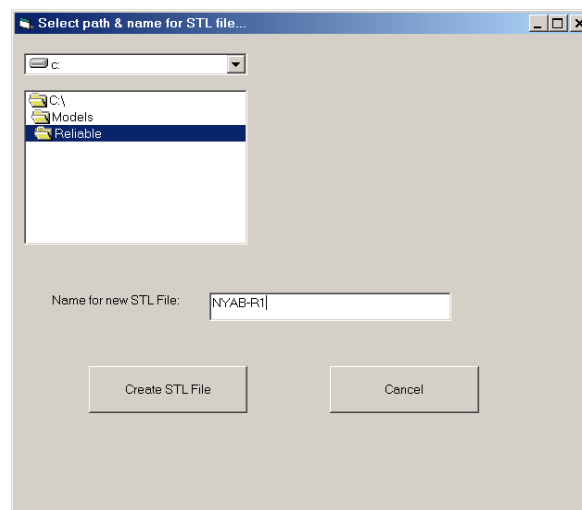 Select path & name for STL file...
c:
C:\
Models
Reliable
Name for new STL File: NYAB-R1
Create STL File Cancel